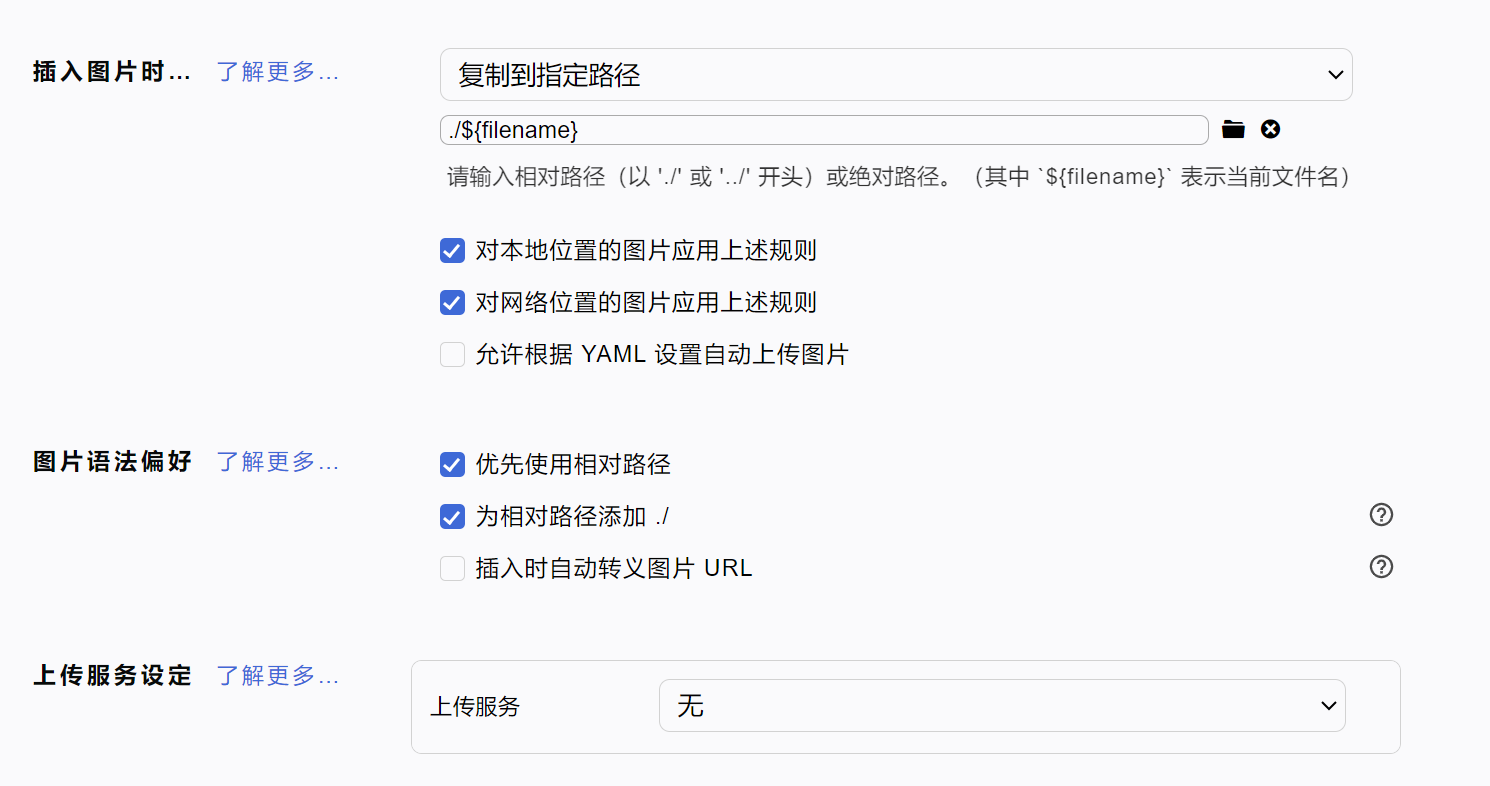 插入图片时... 了解更多... 复制到指定路径
./${filename}
请输入相对路径（以 './' 或 '../' 开头）或绝对路径。（其中 `${filename}` 表示当前文件名）
对本地位置的图片应用上述规则
对网络位置的图片应用上述规则
允许根据 YAML 设置自动上传图片
图片语法偏好 了解更多... 优先使用相对路径
为相对路径添加 ./
插入时自动转义图片 URL
上传服务设定 了解更多...
上传服务 无